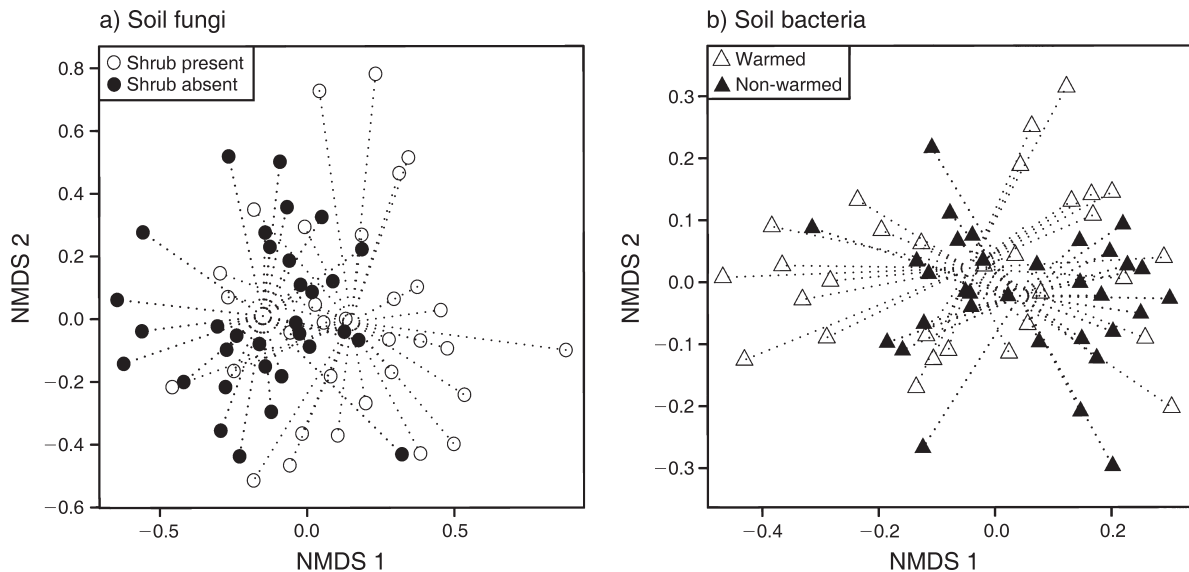 a) Soil fungi
Shrub present
Shrub absent
0.8
0.6
0.4
0.2
0.0
−0.2
−0.4
−0.6
NMDS 2
−0.5
0.0
0.5
NMDS 1
b) Soil bacteria
Warmed
Non-warmed
0.3
0.2
0.1
0.0
−0.1
−0.2
−0.3
NMDS 2
−0.4
−0.2
0.0
0.2
NMDS 1